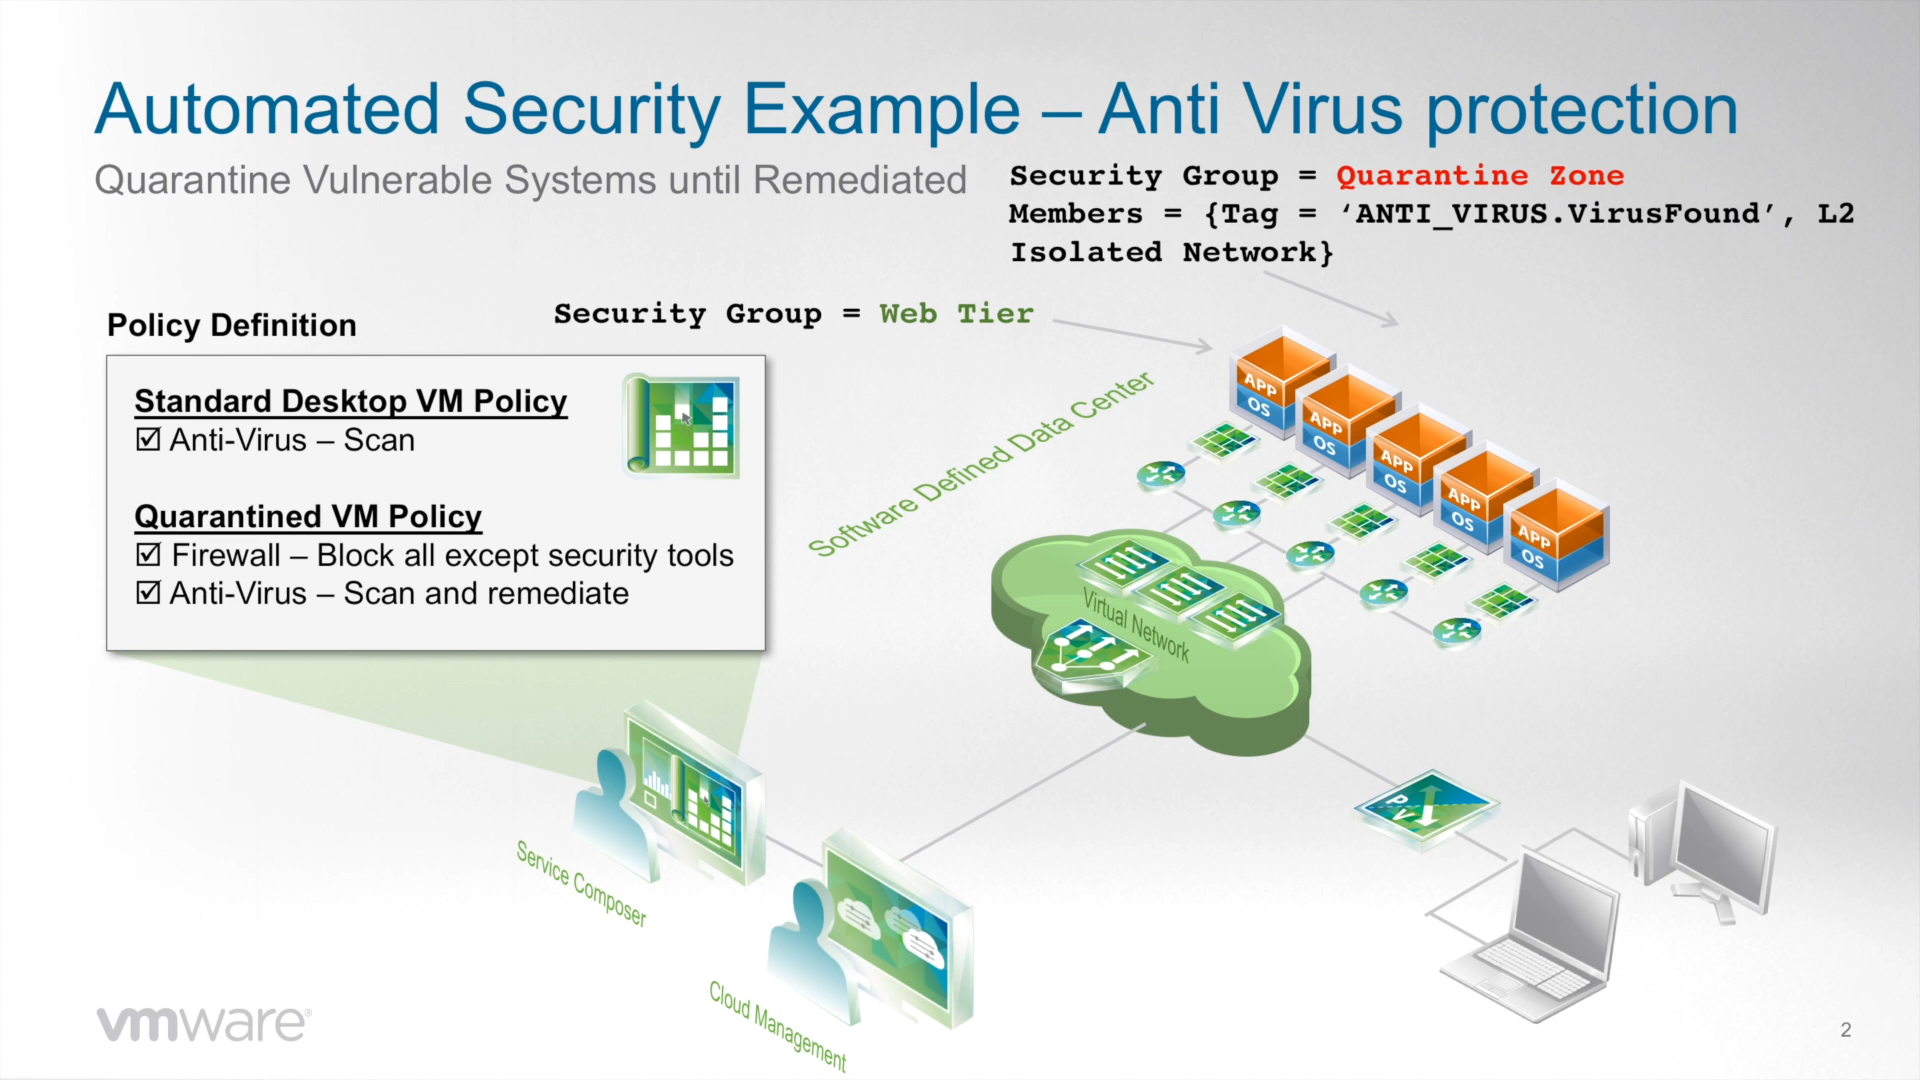 Automated Security Example – Anti Virus protection
Quarantine Vulnerable Systems until Remediated
Security Group = Quarantine Zone
Members = {Tag = ‘ANTI_VIRUS.VirusFound’, L2
Isolated Network}
Security Group = Web Tier
Policy Definition
Standard Desktop VM Policy
☑ Anti-Virus – Scan
Quarantined VM Policy
☑ Firewall – Block all except security tools
☑ Anti-Virus – Scan and remediate
Software Defined Data Center
APP
OS
APP
OS
APP
OS
APP
OS
APP
OS
Virtual Network
P
V
Service Composer
Cloud Management
vmware®
2